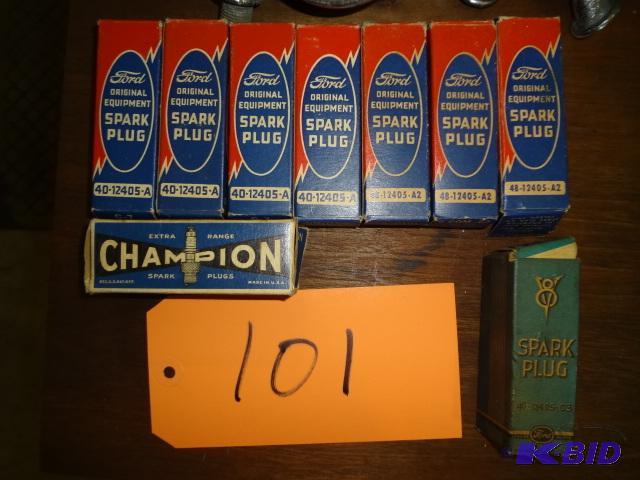 Ford
ORIGINAL
EQUIPMENT
SPARK
PLUG
40-12405-A
Ford
ORIGINAL
EQUIPMENT
SPARK
PLUG
40-12405-A
Ford
ORIGINAL
EQUIPMENT
SPARK
PLUG
40-12405-A
Ford
ORIGINAL
EQUIPMENT
SPARK
PLUG
40-12405-A
Ford
ORIGINAL
EQUIPMENT
SPARK
PLUG
48-12405-A2
Ford
ORIGINAL
EQUIPMENT
SPARK
PLUG
48-12405-A2
Ford
ORIGINAL
EQUIPMENT
SPARK
PLUG
48-12405-A2
EXTRA RANGE
CHAMPION
SPARK PLUGS
MADE IN U.S.A.
101
V8
SPARK
PLUG
Ford
K-BID